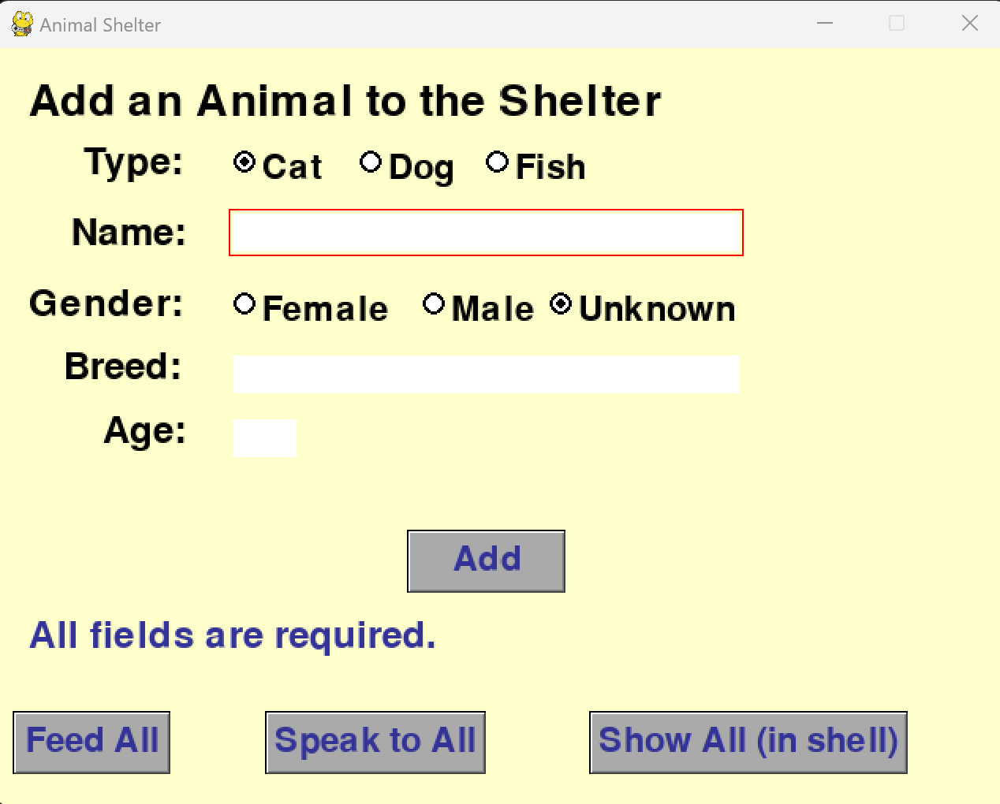 Animal Shelter
Add an Animal to the Shelter
Type: Cat Dog Fish
Name:
Gender: Female Male Unknown
Breed:
Age:
Add
All fields are required.
Feed All Speak to All Show All (in shell)